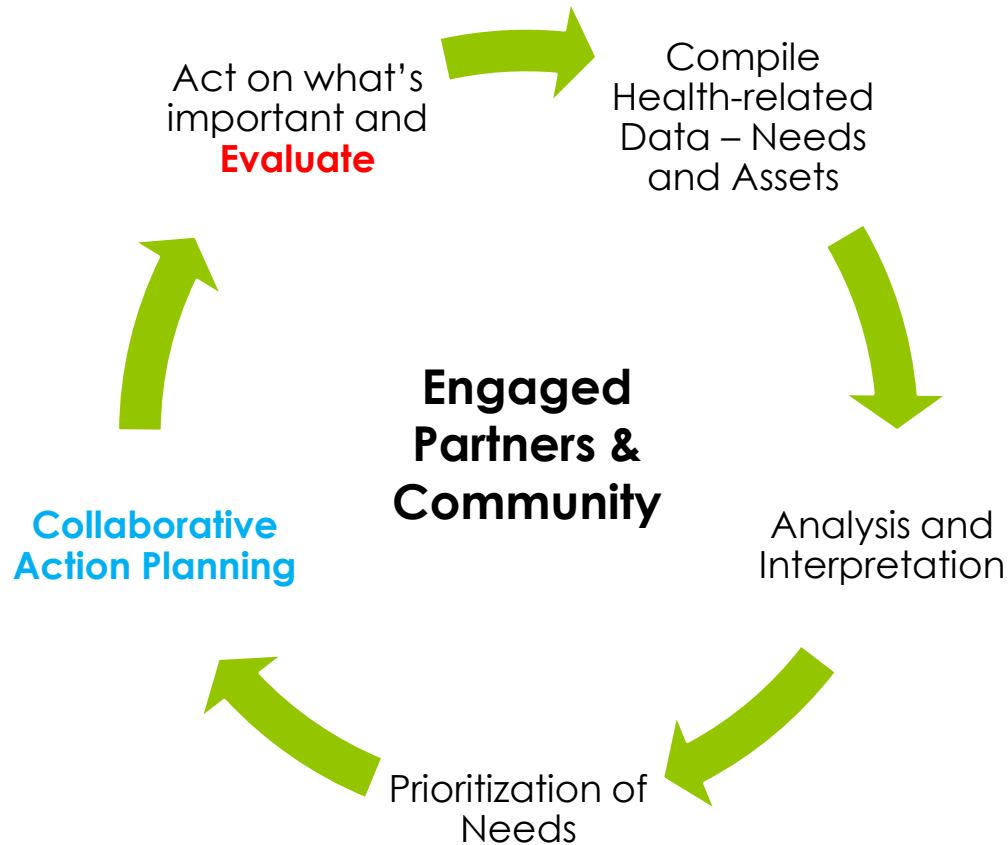 Act on what’s
important and
Evaluate
Compile
Health-related
Data – Needs
and Assets
Engaged
Partners &
Community
Collaborative
Action Planning
Analysis and
Interpretation
Prioritization of
Needs